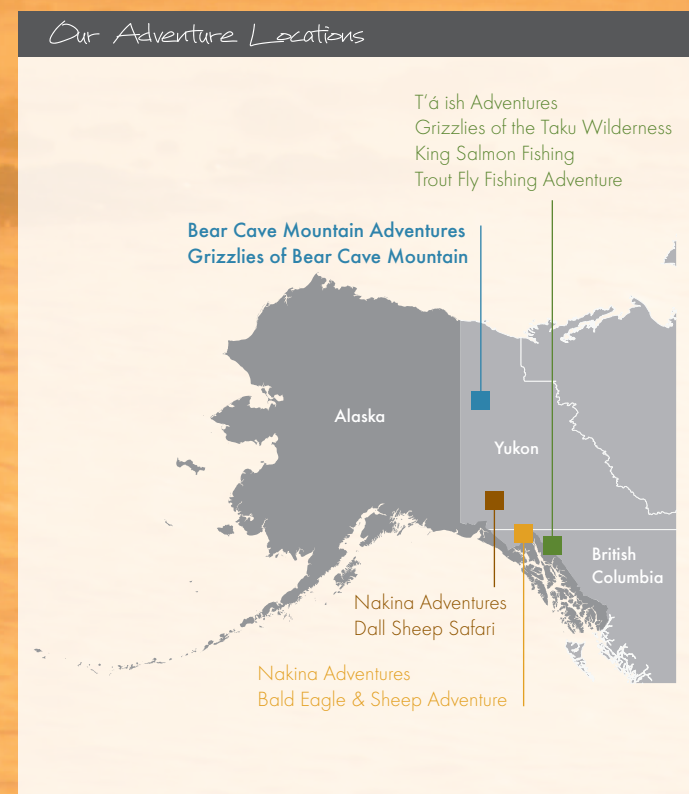 Our Adventure Locations
T'á ish Adventures
Grizzlies of the Taku Wilderness
King Salmon Fishing
Trout Fly Fishing Adventure
Bear Cave Mountain Adventures
Grizzlies of Bear Cave Mountain
Alaska
Yukon
British
Columbia
Nakina Adventures
Dall Sheep Safari
Nakina Adventures
Bald Eagle & Sheep Adventure